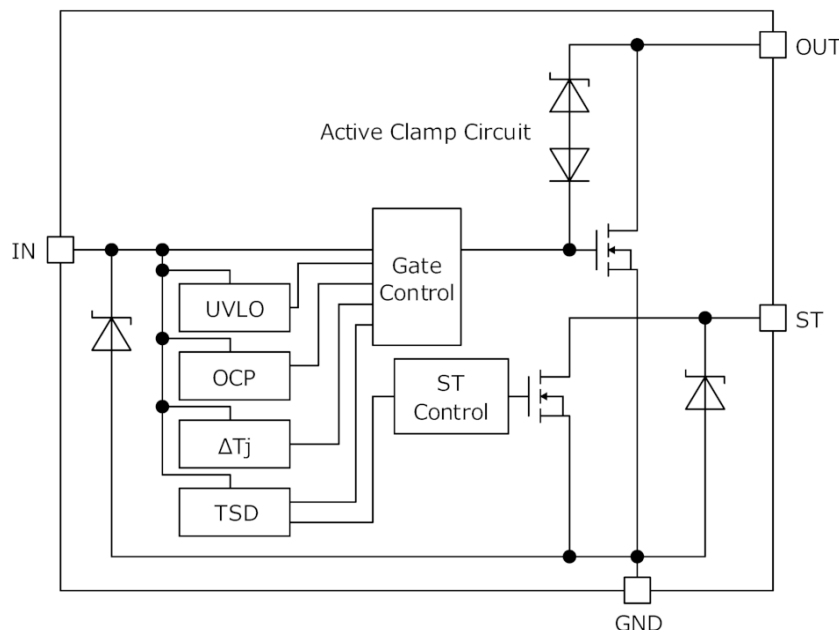 OUT
Active Clamp Circuit
IN
Gate
Control
UVLO
ST
OCP
ST
Control
ΔTj
TSD
GND